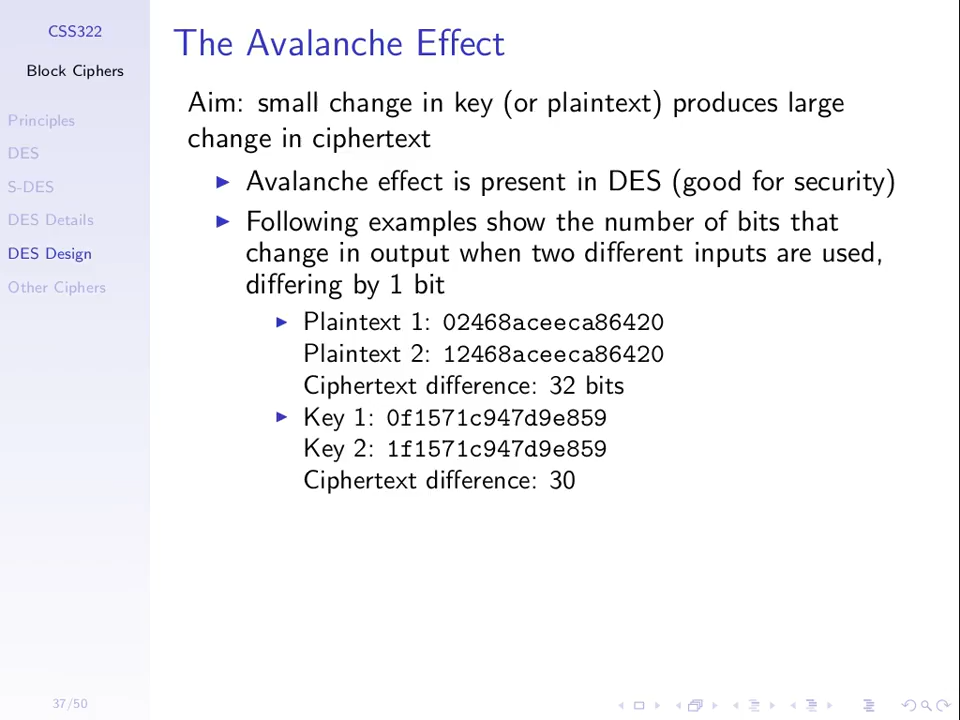 CSS322
Block Ciphers
Principles
DES
S-DES
DES Details
DES Design
Other Ciphers
37/50
The Avalanche Effect
Aim: small change in key (or plaintext) produces large
change in ciphertext
Avalanche effect is present in DES (good for security)
Following examples show the number of bits that
change in output when two different inputs are used,
differing by 1 bit
Plaintext 1: 02468aceeca86420
Plaintext 2: 12468aceeca86420
Ciphertext difference: 32 bits
Key 1: 0f1571c947d9e859
Key 2: 1f1571c947d9e859
Ciphertext difference: 30